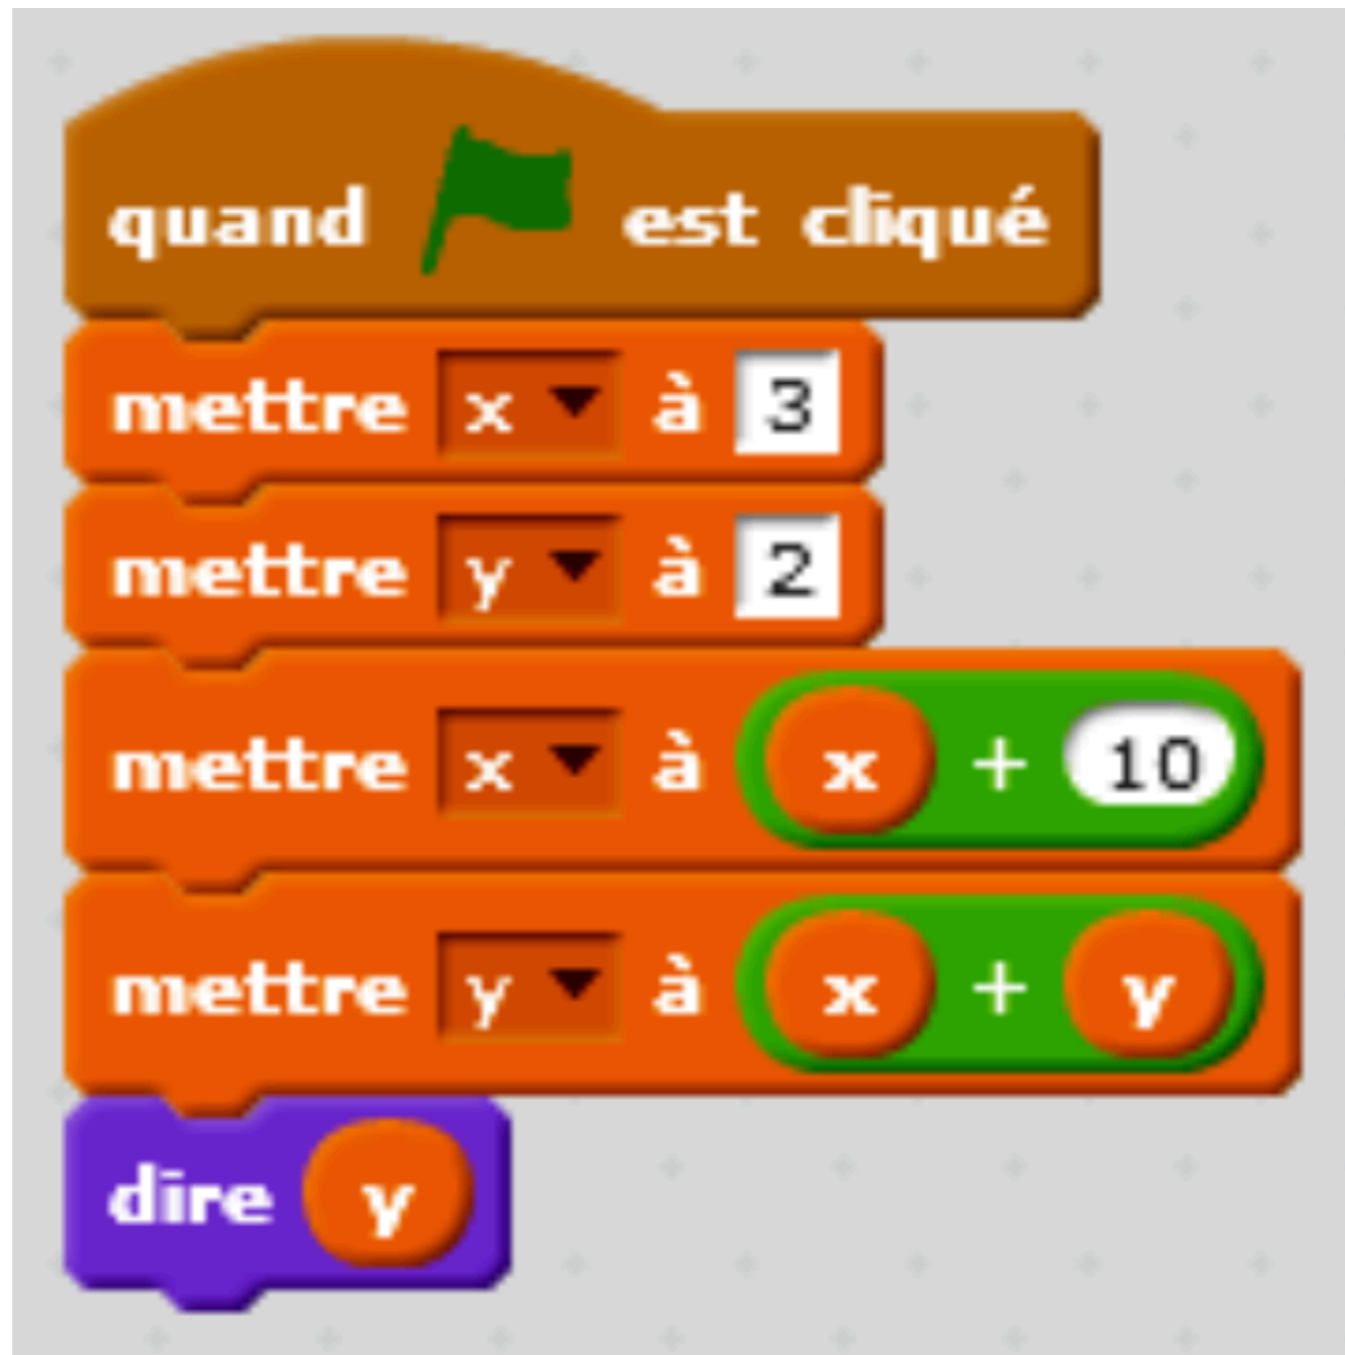 quand est cliqué
mettre x à 3
mettre y à 2
mettre x à x + 10
mettre y à x + y
dire y